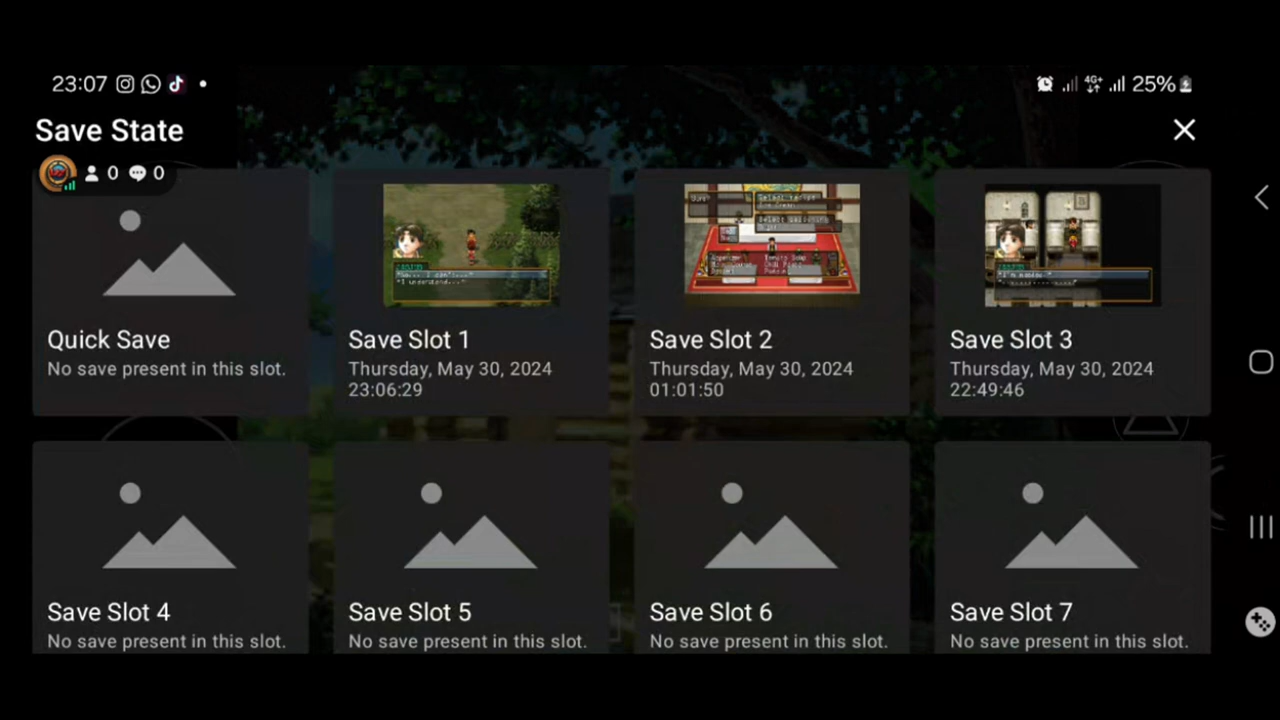 23:07
4G+
25%
Save State
0 0
Quick Save
No save present in this slot.
Save Slot 1
Thursday, May 30, 2024
23:06:29
Save Slot 2
Thursday, May 30, 2024
01:01:50
Save Slot 3
Thursday, May 30, 2024
22:49:46
"I understand..."
Save Slot 4
No save present in this slot.
Save Slot 5
No save present in this slot.
Save Slot 6
No save present in this slot.
Save Slot 7
No save present in this slot.